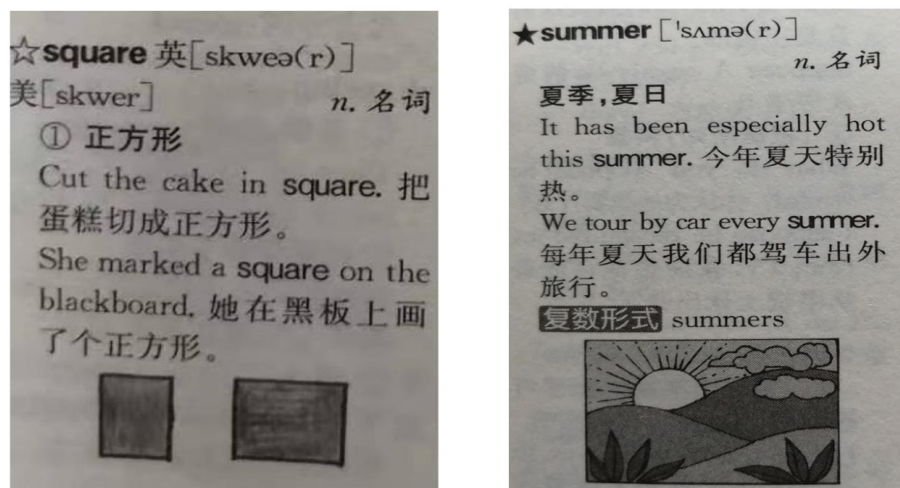 ☆square 英[skweə(r)]
美[skwer] n. 名词
① 正方形
Cut the cake in square. 把
蛋糕切成正方形。
She marked a square on the
blackboard. 她在黑板上画
了个正方形。
★summer ['sʌmə(r)]
n. 名词
夏季,夏日
It has been especially hot
this summer. 今年夏天特别
热。
We tour by car every summer.
每年夏天我们都驾车出外
旅行。
复数形式 summers